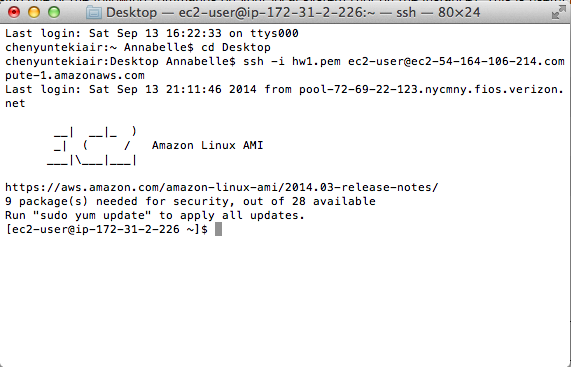 Desktop — ec2-user@ip-172-31-2-226:~ — ssh — 80×24
Last login: Sat Sep 13 16:22:33 on ttys000
chenyuntekiair:~ Annabelle$ cd Desktop
chenyuntekiair:Desktop Annabelle$ ssh -i hw1.pem ec2-user@ec2-54-164-106-214.com
pute-1.amazonaws.com
Last login: Sat Sep 13 21:11:46 2014 from pool-72-69-22-123.nycmny.fios.verizon.
net
__|  __|_  )
_|  (     /   Amazon Linux AMI
___|\___|___|
https://aws.amazon.com/amazon-linux-ami/2014.03-release-notes/
9 package(s) needed for security, out of 28 available
Run "sudo yum update" to apply all updates.
[ec2-user@ip-172-31-2-226 ~]$